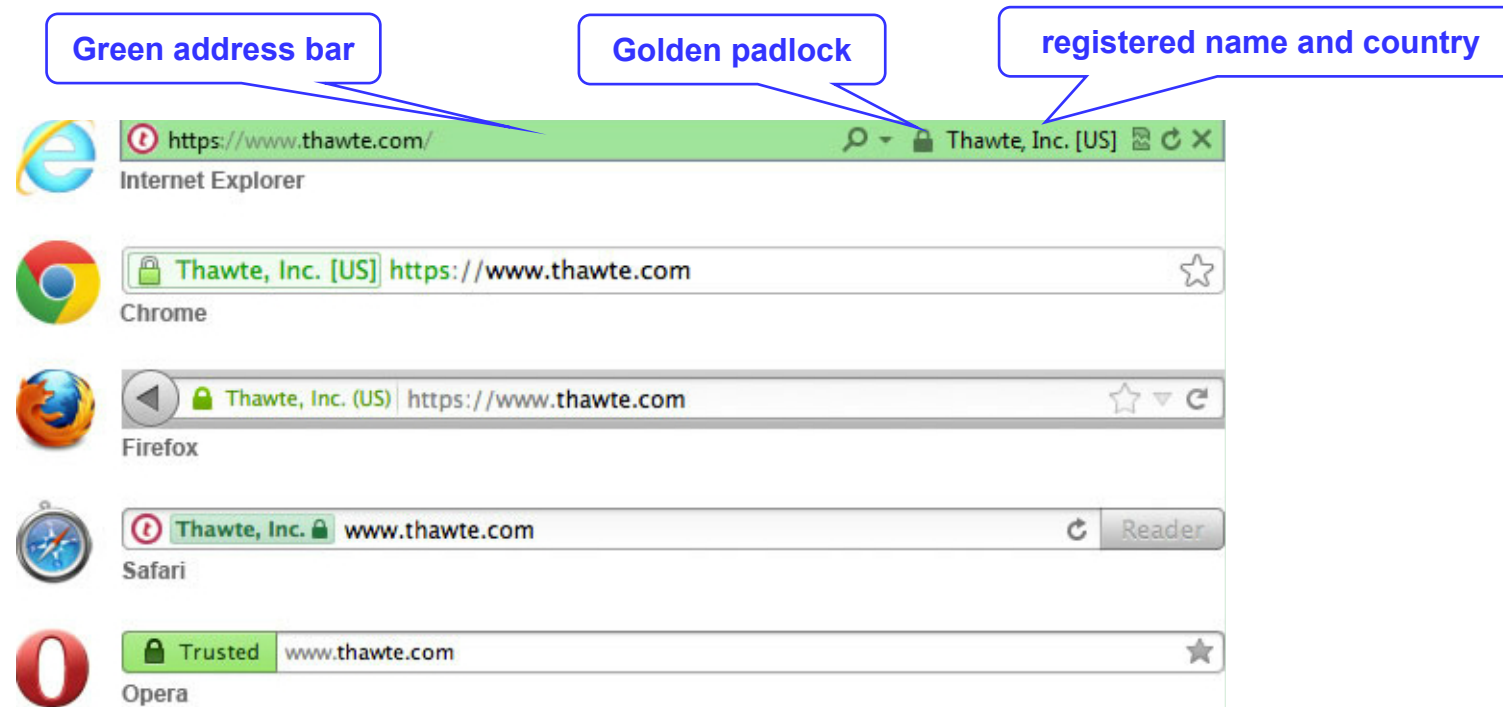 Green address bar
Golden padlock
registered name and country
https://www.thawte.com/ Thawte, Inc. [US]
Internet Explorer
Thawte, Inc. [US] https://www.thawte.com
Chrome
Thawte, Inc. (US) https://www.thawte.com
Firefox
Thawte, Inc. www.thawte.com Reader
Safari
Trusted www.thawte.com
Opera